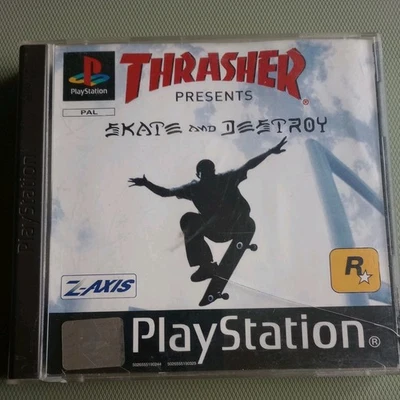 THRASHER
®
PlayStation
PRESENTS
PAL
SKATE AND DESTROY
PlayStation
Z-AXIS
R
PlayStation ®